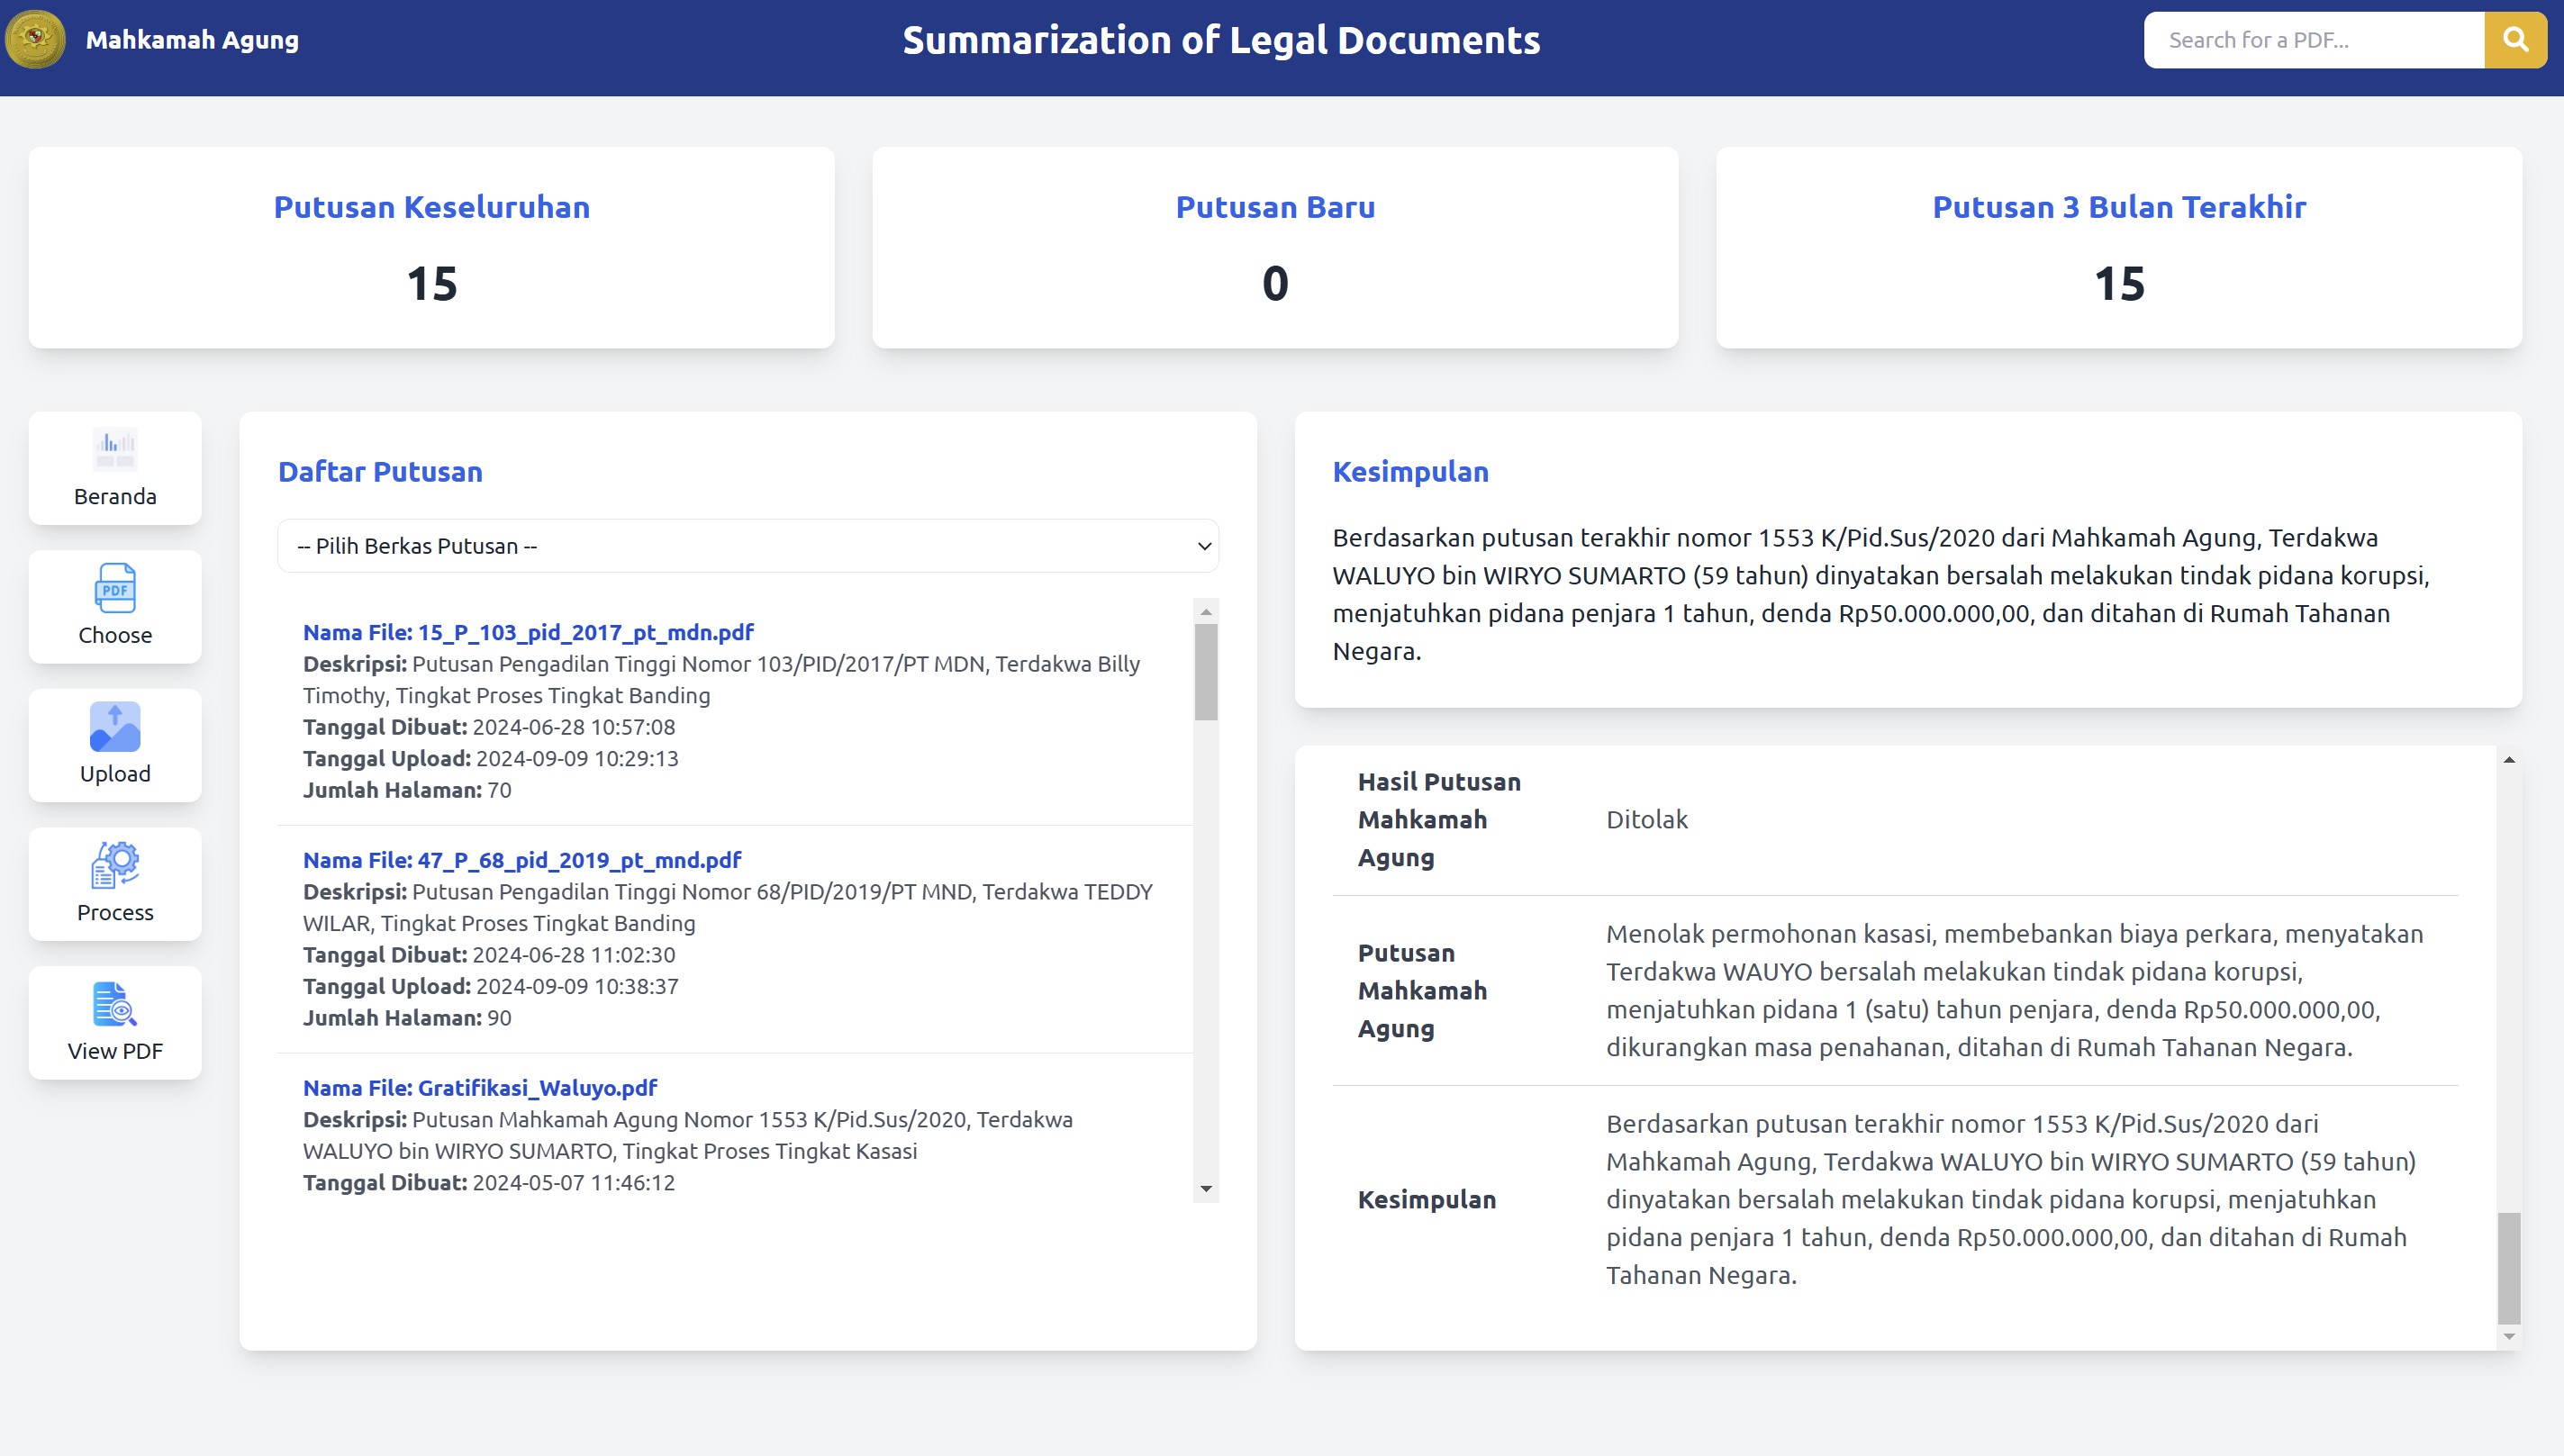 Mahkamah Agung
Summarization of Legal Documents
Search for a PDF...
Putusan Keseluruhan
15
Putusan Baru
0
Putusan 3 Bulan Terakhir
15
Beranda
PDF
Choose
Upload
Process
View PDF
Daftar Putusan
-- Pilih Berkas Putusan --
Nama File: 15_P_103_pid_2017_pt_mdn.pdf
Deskripsi: Putusan Pengadilan Tinggi Nomor 103/PID/2017/PT MDN, Terdakwa Billy
Timothy, Tingkat Proses Tingkat Banding
Tanggal Dibuat: 2024-06-28 10:57:08
Tanggal Upload: 2024-09-09 10:29:13
Jumlah Halaman: 70
Nama File: 47_P_68_pid_2019_pt_mnd.pdf
Deskripsi: Putusan Pengadilan Tinggi Nomor 68/PID/2019/PT MND, Terdakwa TEDDY
WILAR, Tingkat Proses Tingkat Banding
Tanggal Dibuat: 2024-06-28 11:02:30
Tanggal Upload: 2024-09-09 10:38:37
Jumlah Halaman: 90
Nama File: Gratifikasi_Waluyo.pdf
Deskripsi: Putusan Mahkamah Agung Nomor 1553 K/Pid.Sus/2020, Terdakwa
WALUYO bin WIRYO SUMARTO, Tingkat Proses Tingkat Kasasi
Tanggal Dibuat: 2024-05-07 11:46:12
Kesimpulan
Berdasarkan putusan terakhir nomor 1553 K/Pid.Sus/2020 dari Mahkamah Agung, Terdakwa
WALUYO bin WIRYO SUMARTO (59 tahun) dinyatakan bersalah melakukan tindak pidana korupsi,
menjatuhkan pidana penjara 1 tahun, denda Rp50.000.000,00, dan ditahan di Rumah Tahanan
Negara.
Hasil Putusan
Mahkamah
Agung
Ditolak
Putusan
Mahkamah
Agung
Menolak permohonan kasasi, membebankan biaya perkara, menyatakan
Terdakwa WAUYO bersalah melakukan tindak pidana korupsi,
menjatuhkan pidana 1 (satu) tahun penjara, denda Rp50.000.000,00,
dikurangkan masa penahanan, ditahan di Rumah Tahanan Negara.
Kesimpulan
Berdasarkan putusan terakhir nomor 1553 K/Pid.Sus/2020 dari
Mahkamah Agung, Terdakwa WALUYO bin WIRYO SUMARTO (59 tahun)
dinyatakan bersalah melakukan tindak pidana korupsi, menjatuhkan
pidana penjara 1 tahun, denda Rp50.000.000,00, dan ditahan di Rumah
Tahanan Negara.